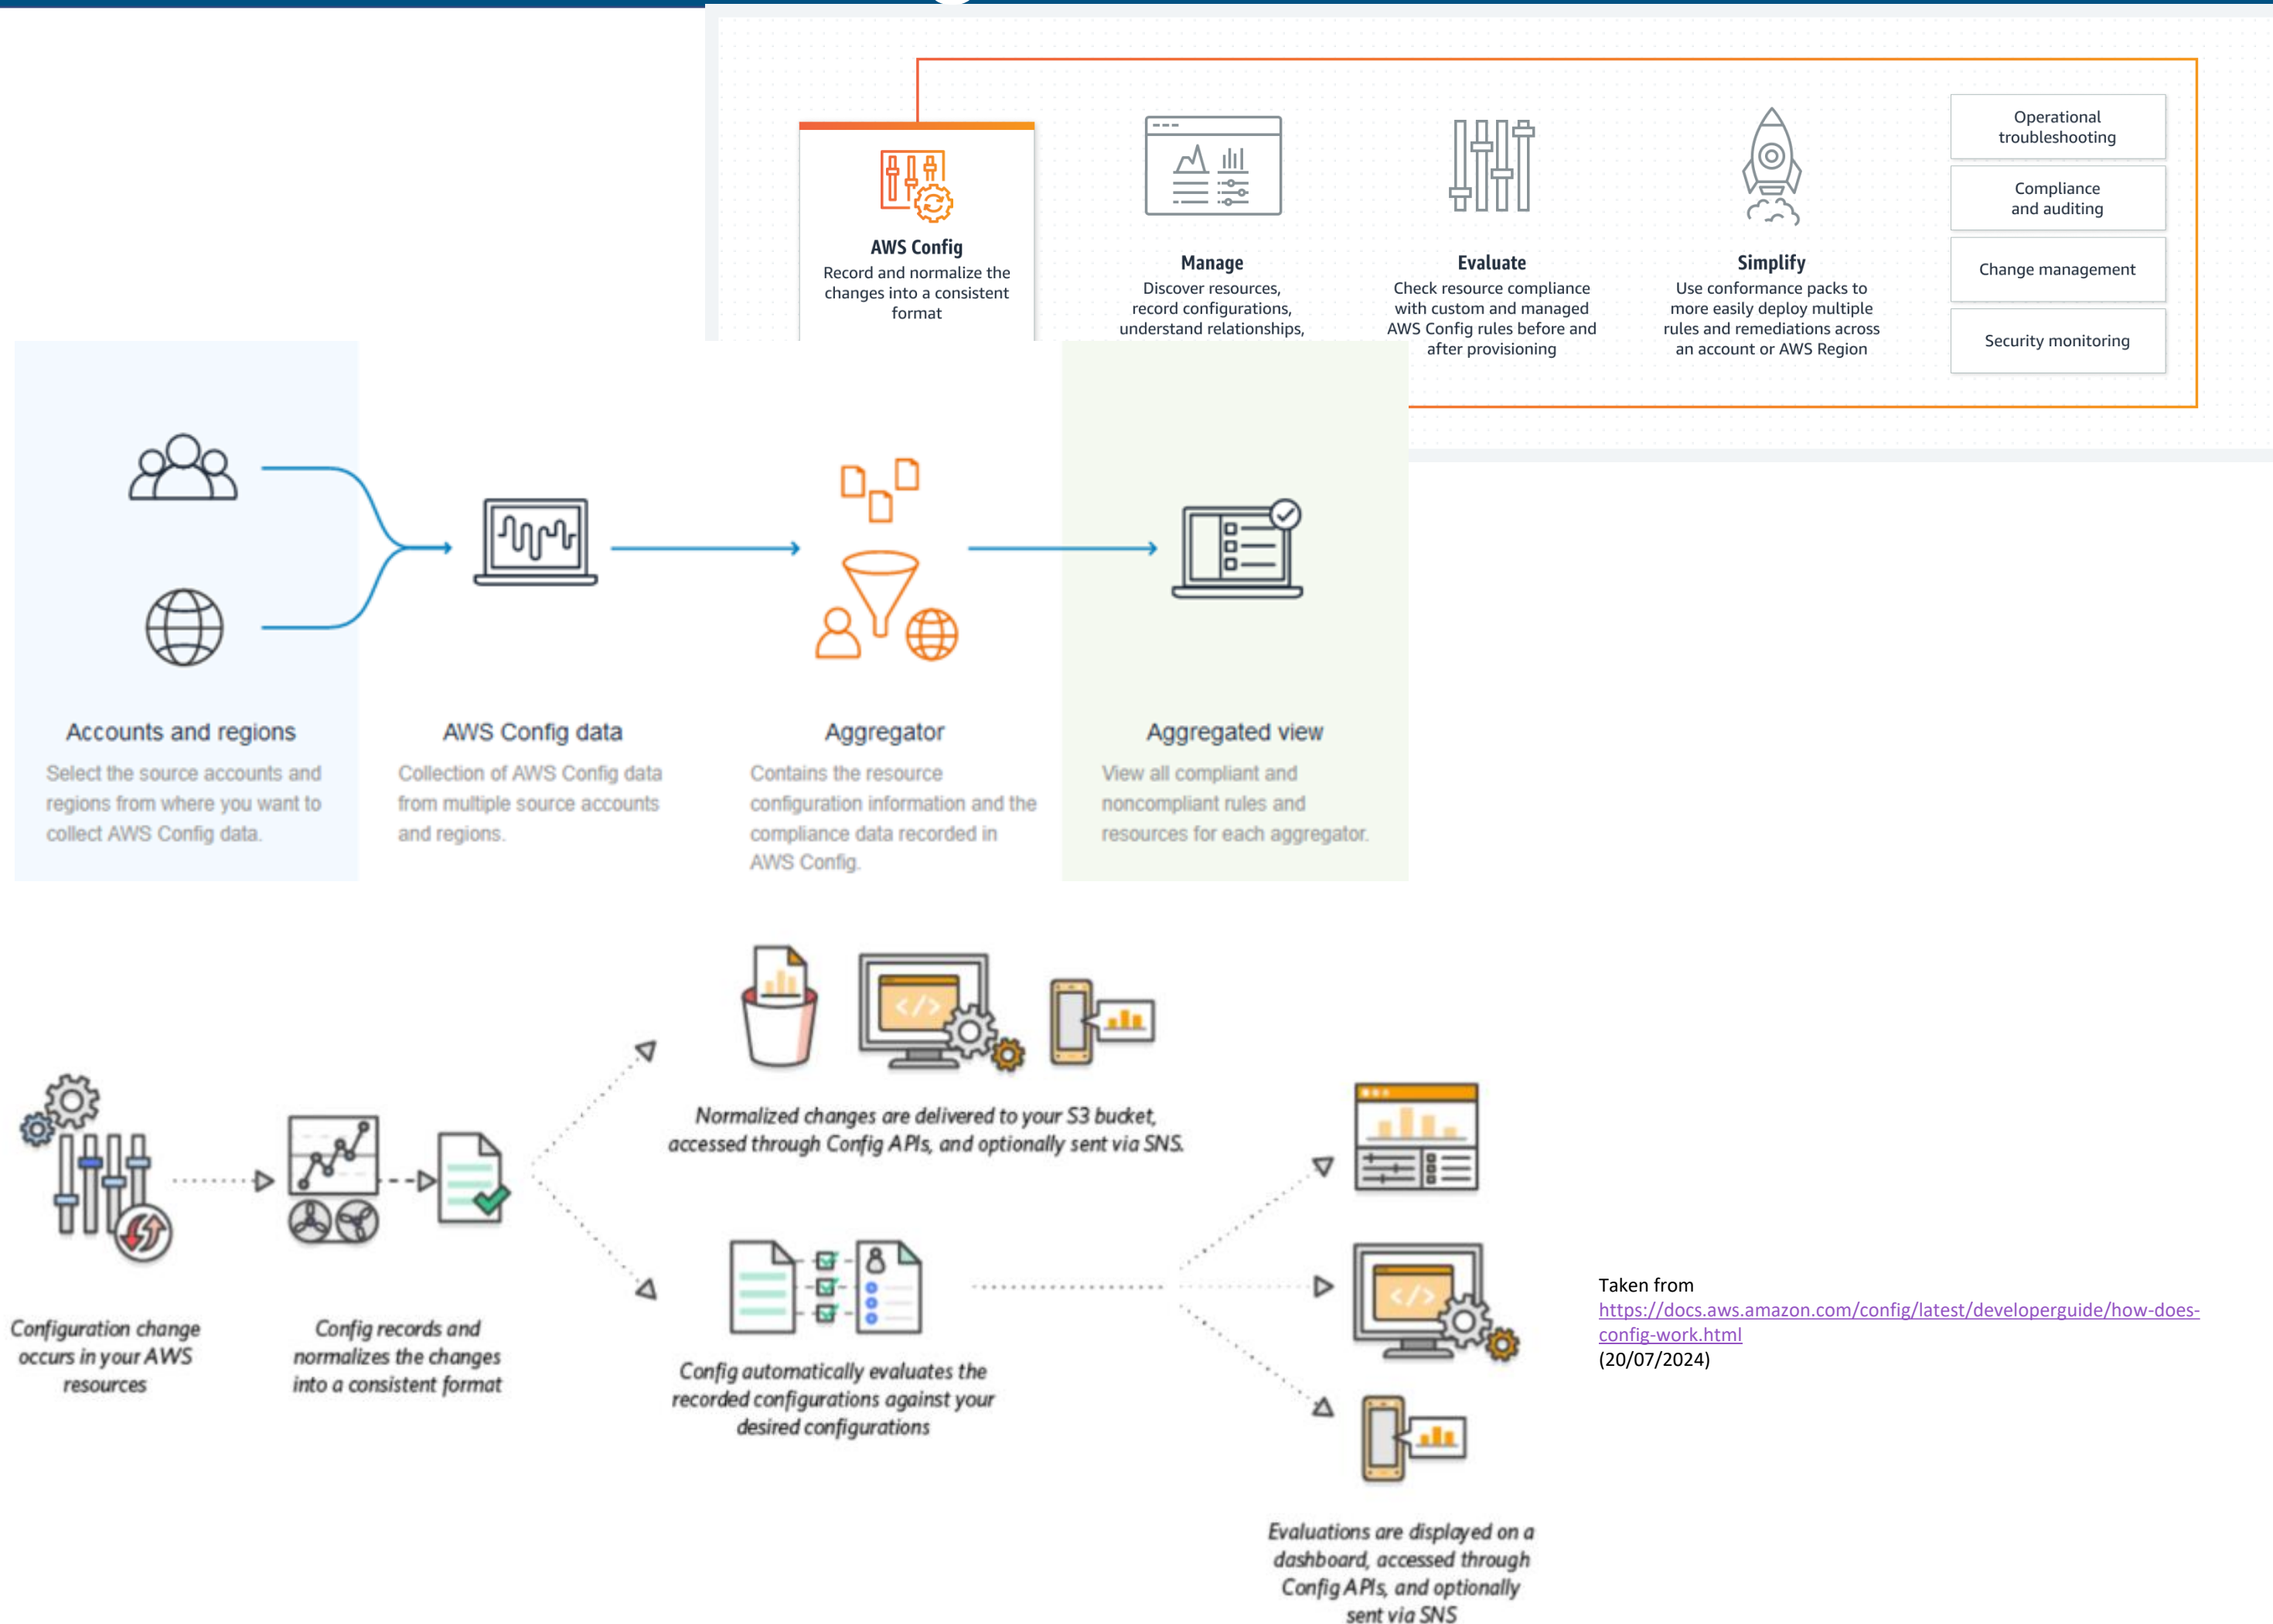 AWS Config
Record and normalize the
changes into a consistent
format
Manage
Discover resources,
record configurations,
understand relationships,
Evaluate
Check resource compliance
with custom and managed
AWS Config rules before and
after provisioning
Simplify
Use conformance packs to
more easily deploy multiple
rules and remediations across
an account or AWS Region
Operational
troubleshooting
Compliance
and auditing
Change management
Security monitoring
Accounts and regions
Select the source accounts and
regions from where you want to
collect AWS Config data.
AWS Config data
Collection of AWS Config data
from multiple source accounts
and regions.
Aggregator
Contains the resource
configuration information and the
compliance data recorded in
AWS Config.
Aggregated view
View all compliant and
noncompliant rules and
resources for each aggregator.
Configuration change
occurs in your AWS
resources
Config records and
normalizes the changes
into a consistent format
Normalized changes are delivered to your S3 bucket,
accessed through Config APIs, and optionally sent via SNS.
Config automatically evaluates the
recorded configurations against your
desired configurations
Evaluations are displayed on a
dashboard, accessed through
Config APIs, and optionally
sent via SNS
Taken from
https://docs.aws.amazon.com/config/latest/developerguide/how-does-
config-work.html
(20/07/2024)